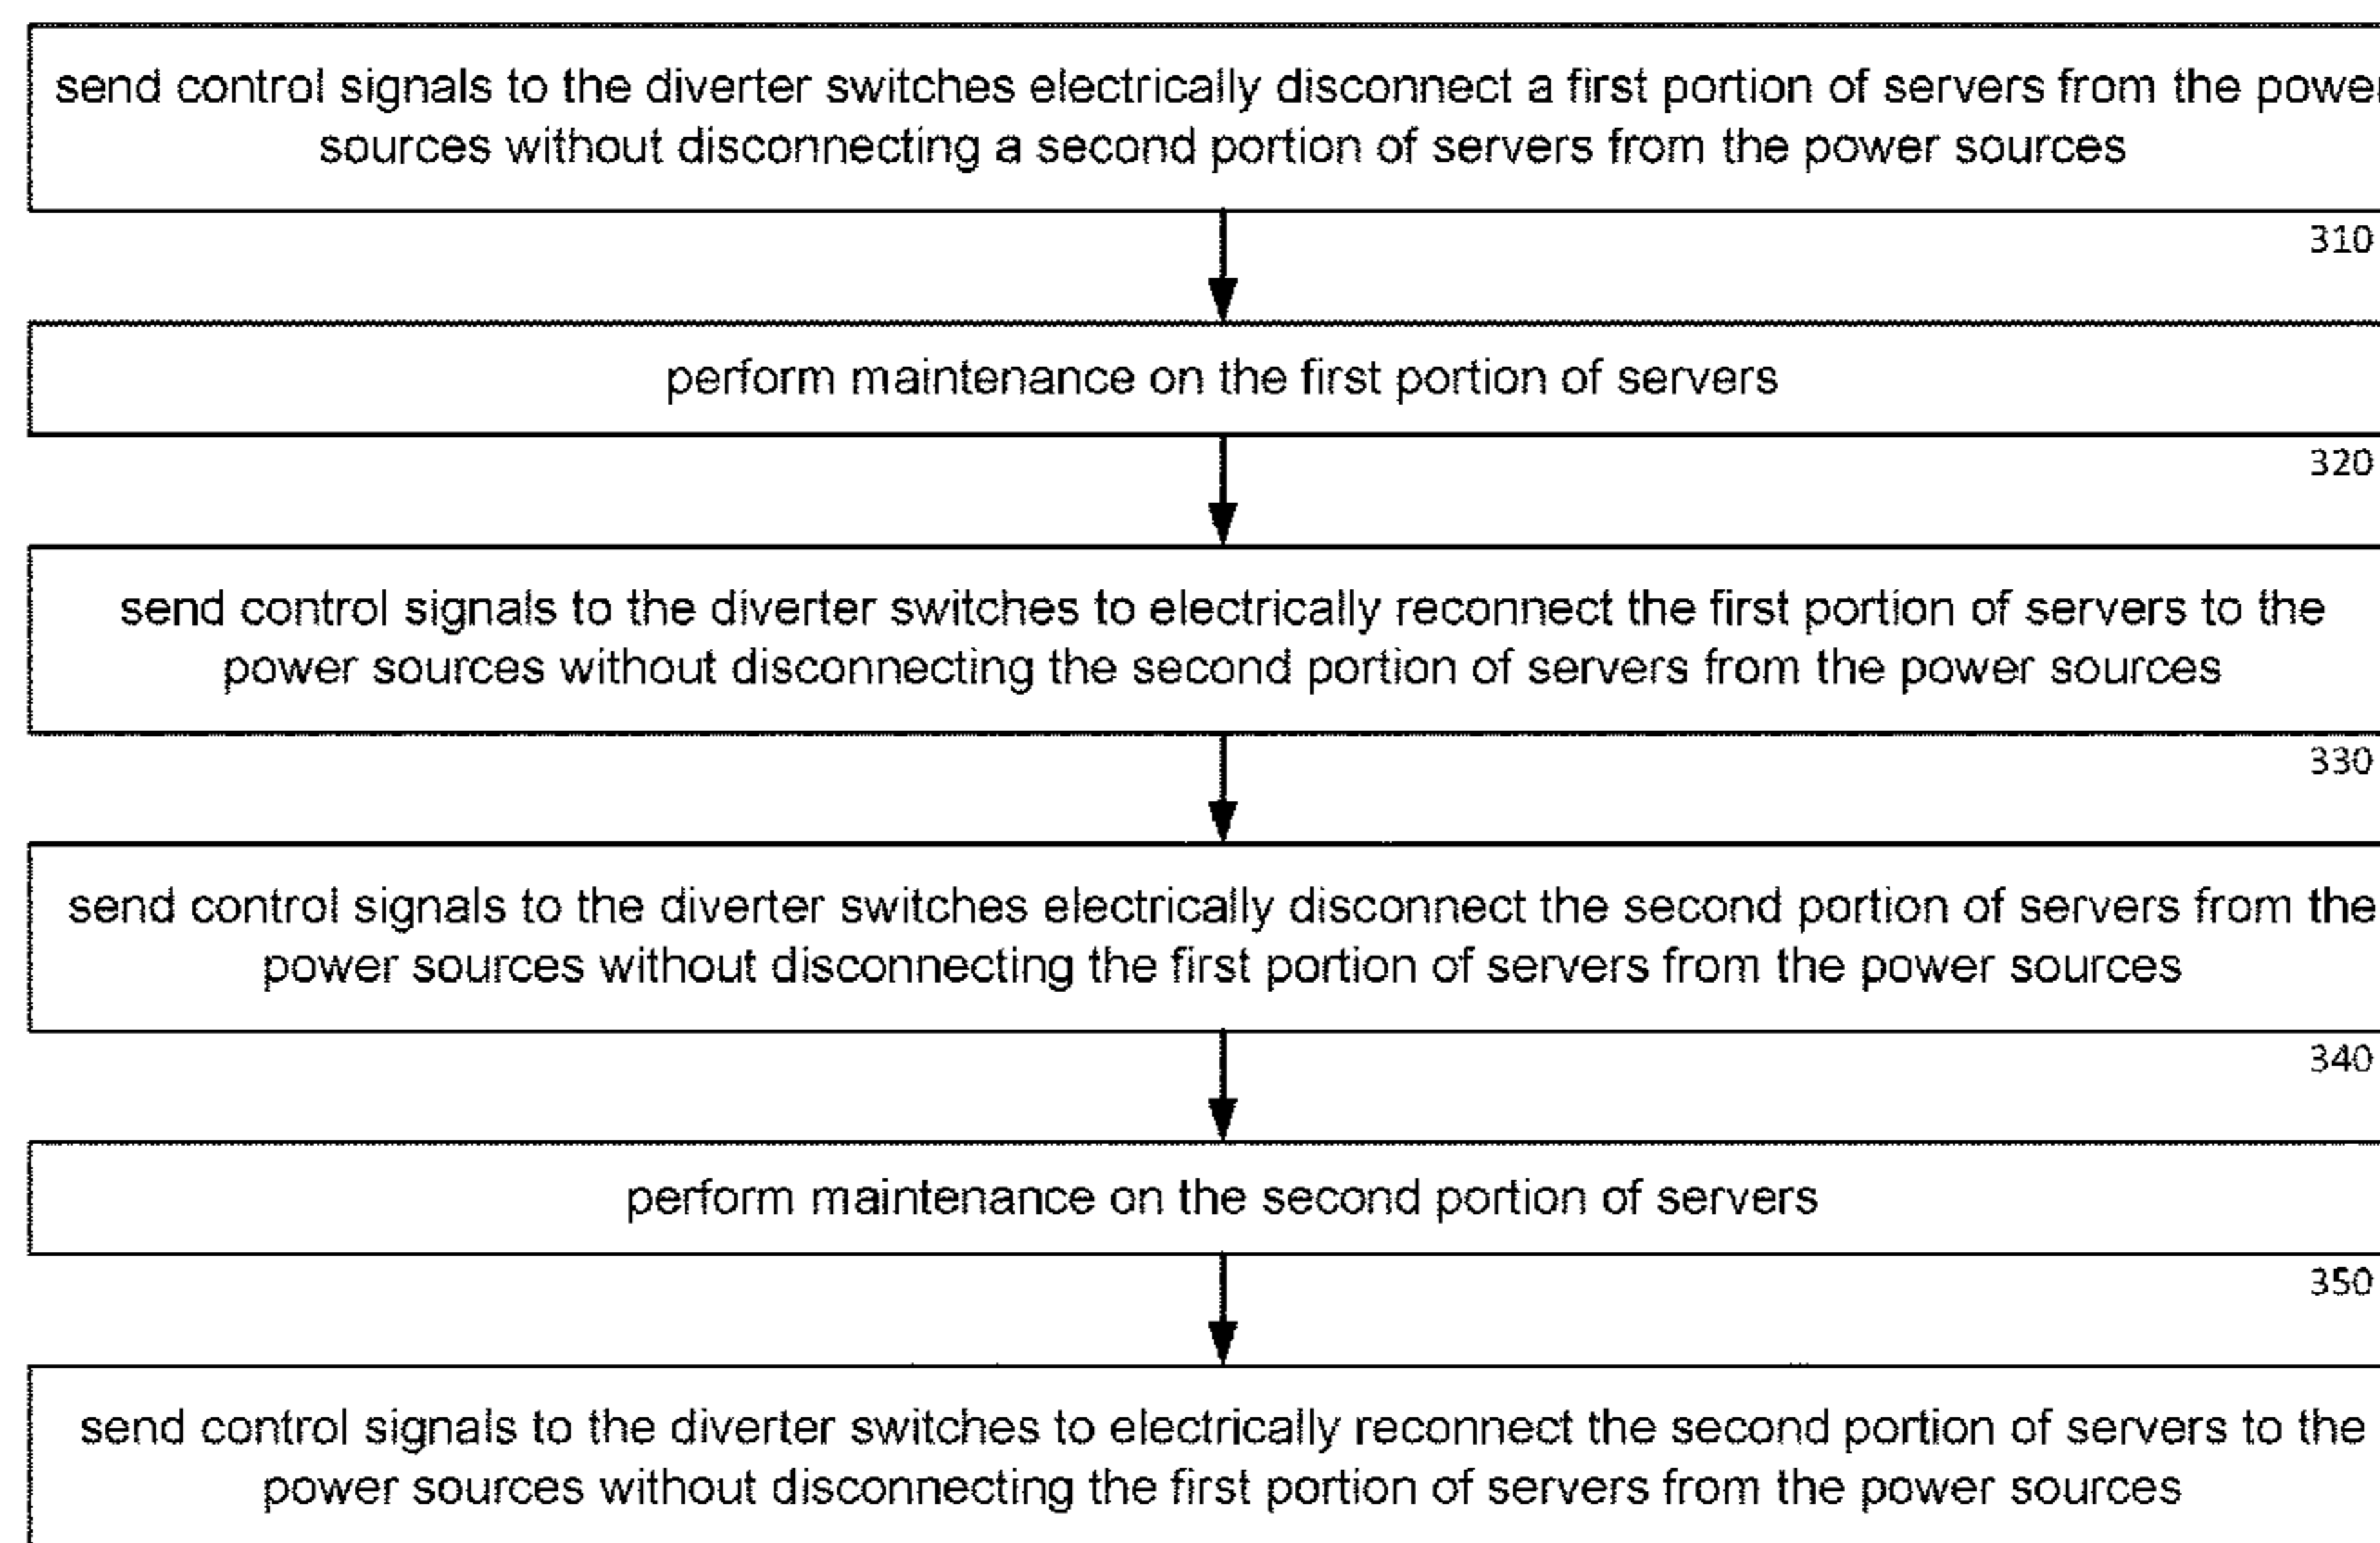 send control signals to the diverter switches electrically disconnect a first portion of servers from the power
sources without disconnecting a second portion of servers from the power sources
310
perform maintenance on the first portion of servers
320
send control signals to the diverter switches to electrically reconnect the first portion of servers to the
power sources without disconnecting the second portion of servers from the power sources
330
send control signals to the diverter switches electrically disconnect the second portion of servers from the
power sources without disconnecting the first portion of servers from the power sources
340
perform maintenance on the second portion of servers
350
send control signals to the diverter switches to electrically reconnect the second portion of servers to the
power sources without disconnecting the first portion of servers from the power sources